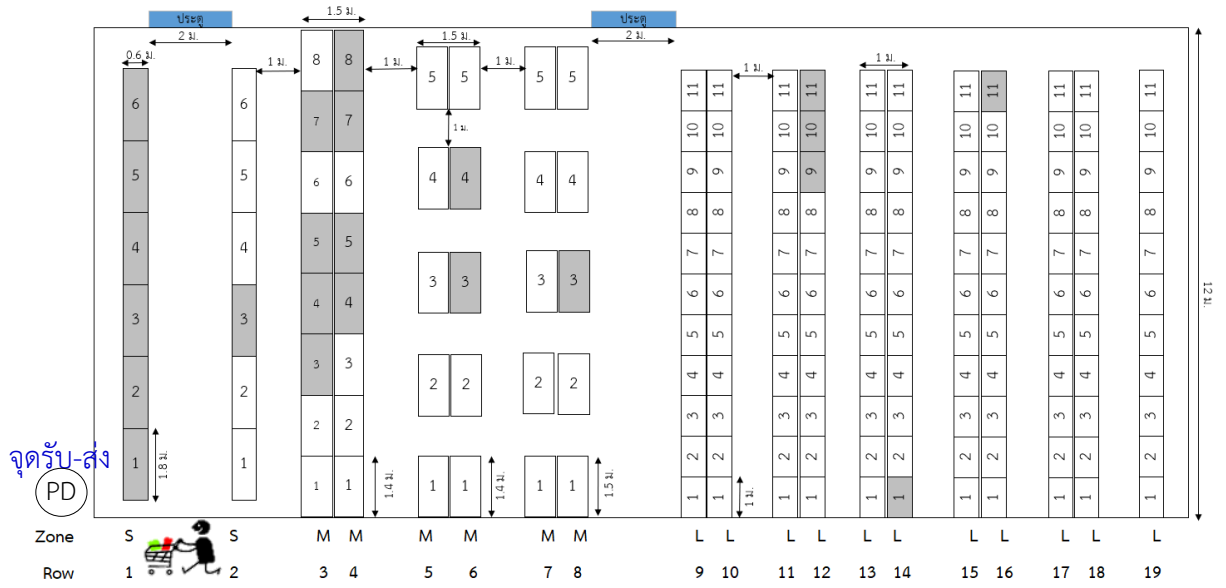 1.5 ม.
ประตู ประตู
2 ม. 1.5 ม. 2 ม.
0.6 ม. 8 8 1 ม.
1 ม. 1 ม. 1 ม. 1 ม.
5 5 5 5
11 11 11 11 11 11 11 11 11 11 11
6 6
7 7 1 ม. 10 10 10 10 10 10 10 10 10 10 10
5 5 6 6 4 4 4 4 9 9 9 9 9 9 9 9 9 9 9
8 8 8 8 8 8 8 8 8 8 8
4 4 5 5 7 7 7 7 7 7 7 7 7 7 7
3 3 3 3
12 ม.
3 3 4 4 6 6 6 6 6 6 6 6 6 6 6
5 5 5 5 5 5 5 5 5 5 5
2 2 3 3 2 2 2 2 4 4 4 4 4 4 4 4 4 4 4
2 2 3 3 3 3 3 3 3 3 3 3 3
จุดรับ-ส่ง
1 1.8 ม. 1 2 2 2 2 2 2 2 2 2 2 2
PD
1 1 1.4 ม. 1 1 1.4 ม. 1 1 1.5 ม. 1 1 1 ม. 1 1 1 1 1 1 1 1 1
Zone S S M M M M M M L L L L L L L L L L L
Row 1 2 3 4 5 6 7 8 9 10 11 12 13 14 15 16 17 18 19